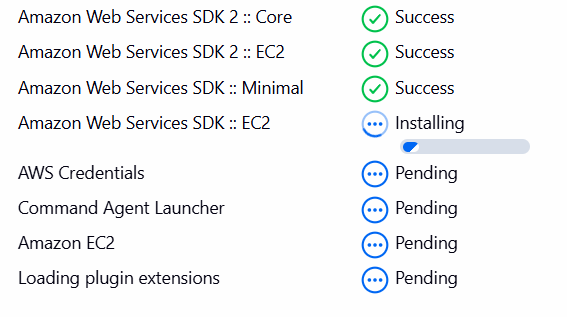 Amazon Web Services SDK 2 :: Core Success
Amazon Web Services SDK 2 :: EC2 Success
Amazon Web Services SDK :: Minimal Success
Amazon Web Services SDK :: EC2 Installing
AWS Credentials Pending
Command Agent Launcher Pending
Amazon EC2 Pending
Loading plugin extensions Pending